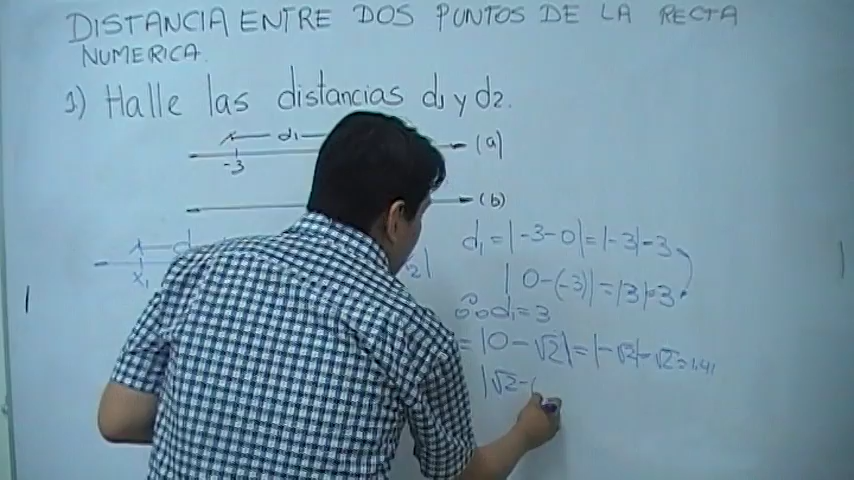 DISTANCIA ENTRE DOS PUNTOS DE LA RECTA
NUMERICA.
1) Halle las distancias d1 y d2.
d1 (a)
-3
(b)
d
x1
d1 = |-3-0| = |-3| = 3
| 0-(-3)| = |3| = 3
∴ d1 = 3
= |0 - √2| = |-√2| = √2 = 1.41
|√2 -